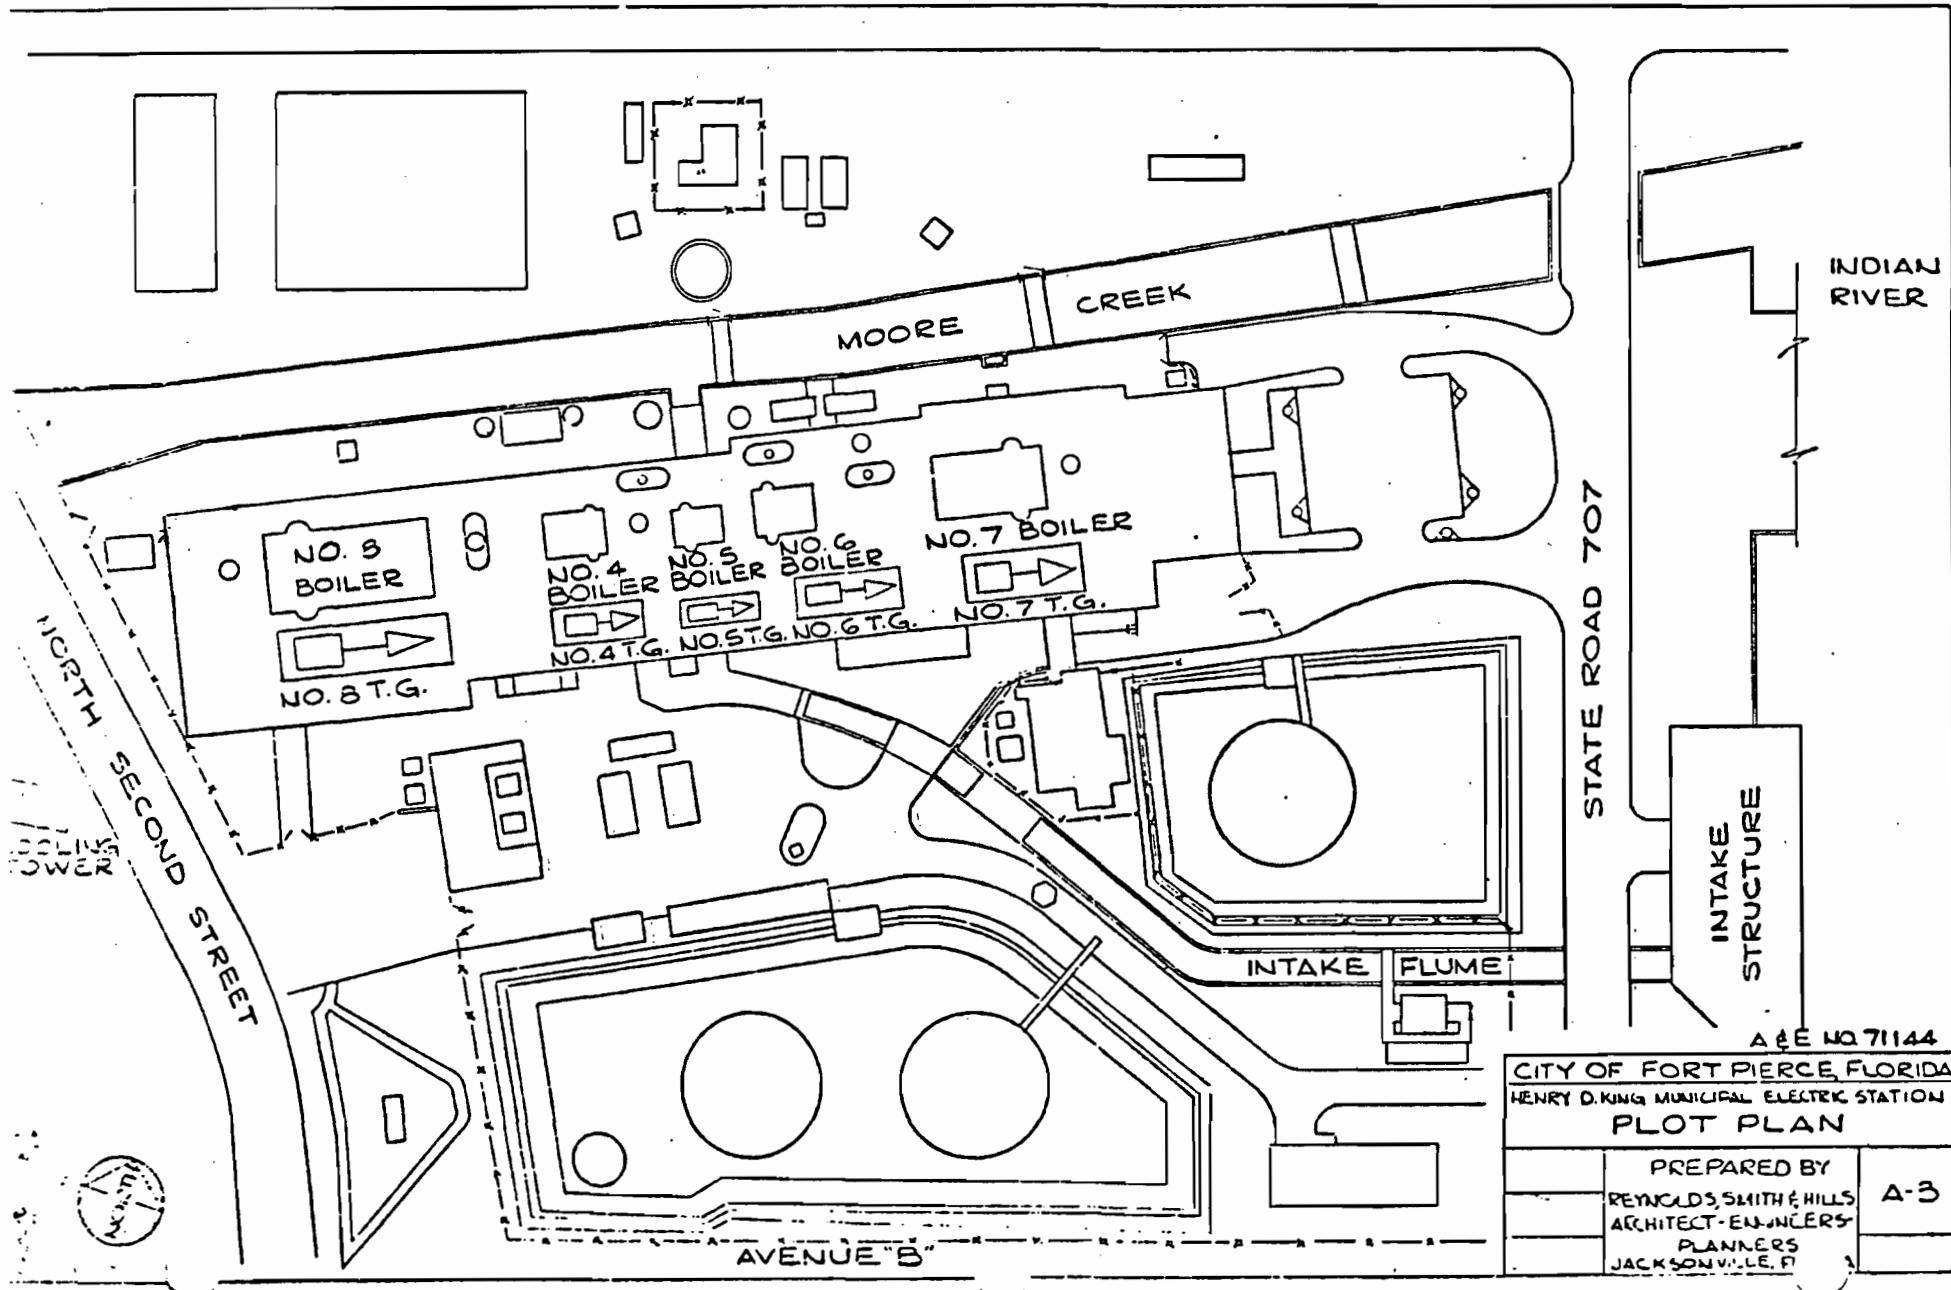 INDIAN
RIVER
MOORE CREEK
NO. 8
BOILER
NO. 4
BOILER
NO. 5
BOILER
NO. 6
BOILER
NO. 7 BOILER
NO. 8 T.G.
NO. 4 T.G.
NO. 5 T.G.
NO. 6 T.G.
NO. 7 T.G.
NORTH SECOND STREET
STATE ROAD 707
OOLING
OWER
INTAKE
STRUCTURE
INTAKE FLUME
AVENUE "B"
NORTH
A & E NO. 71144
CITY OF FORT PIERCE, FLORIDA
HENRY D. KING MUNICIPAL ELECTRIC STATION
PLOT PLAN
PREPARED BY
REYNOLDS, SMITH & HILLS
ARCHITECT-ENGINEERS-
PLANNERS
JACKSONVILLE, F
A-3